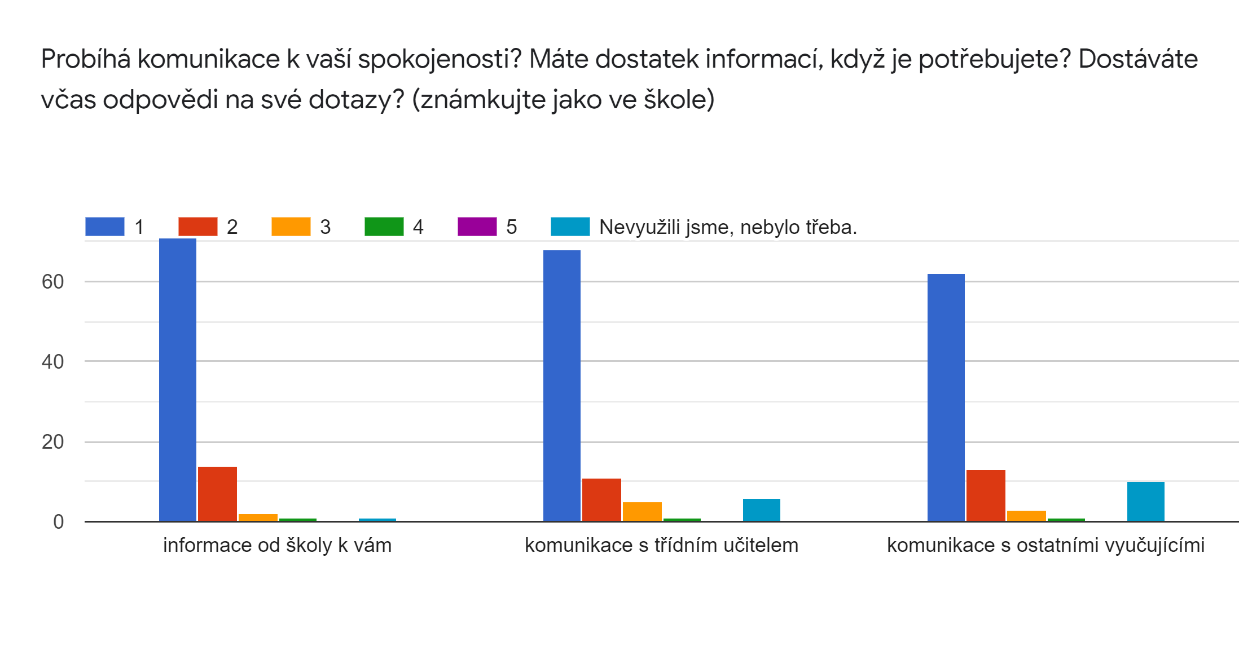 Probíhá komunikace k vaší spokojenosti? Máte dostatek informací, když je potřebujete? Dostáváte
včas odpovědi na své dotazy? (známkujte jako ve škole)
1 2 3 4 5 Nevyužili jsme, nebylo třeba.
60
40
20
0
informace od školy k vám komunikace s třídním učitelem komunikace s ostatními vyučujícími